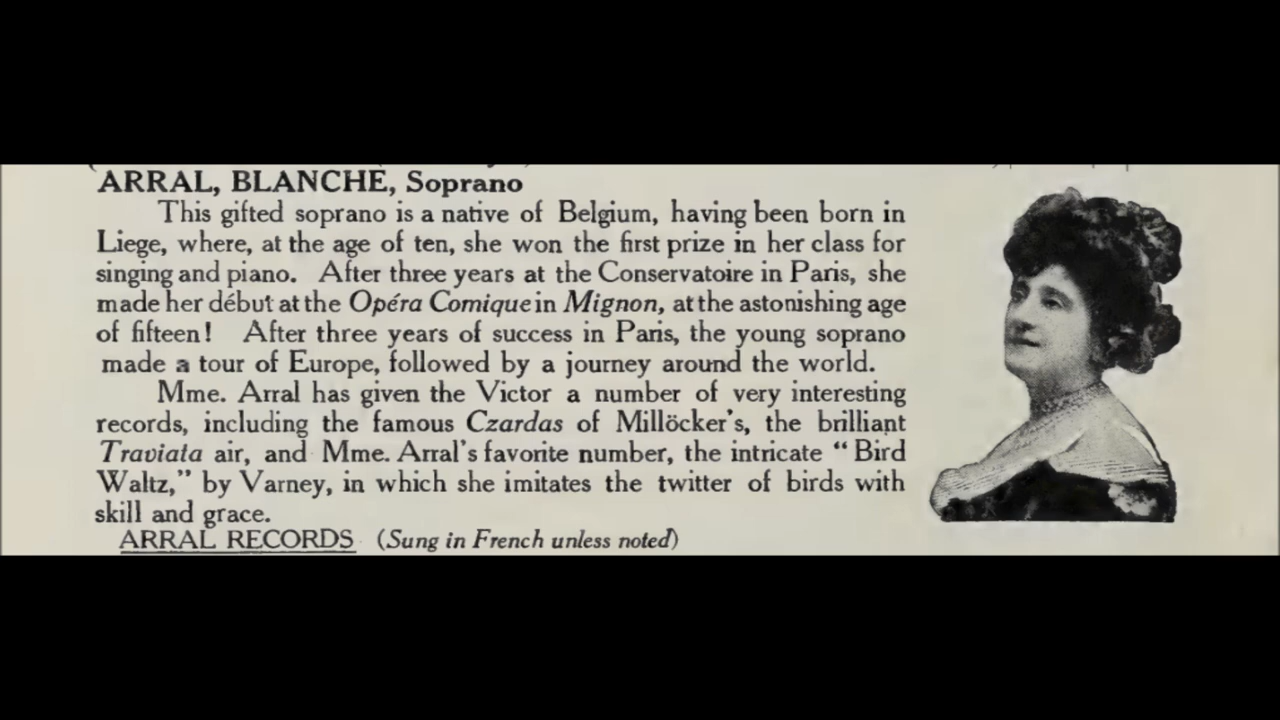 ARRAL, BLANCHE, Soprano
This gifted soprano is a native of Belgium, having been born in
Liege, where, at the age of ten, she won the first prize in her class for
singing and piano. After three years at the Conservatoire in Paris, she
made her début at the Opéra Comique in Mignon, at the astonishing age
of fifteen! After three years of success in Paris, the young soprano
made a tour of Europe, followed by a journey around the world.
Mme. Arral has given the Victor a number of very interesting
records, including the famous Czardas of Millöcker's, the brilliant
Traviata air, and Mme. Arral's favorite number, the intricate "Bird
Waltz," by Varney, in which she imitates the twitter of birds with
skill and grace.
ARRAL RECORDS (Sung in French unless noted)